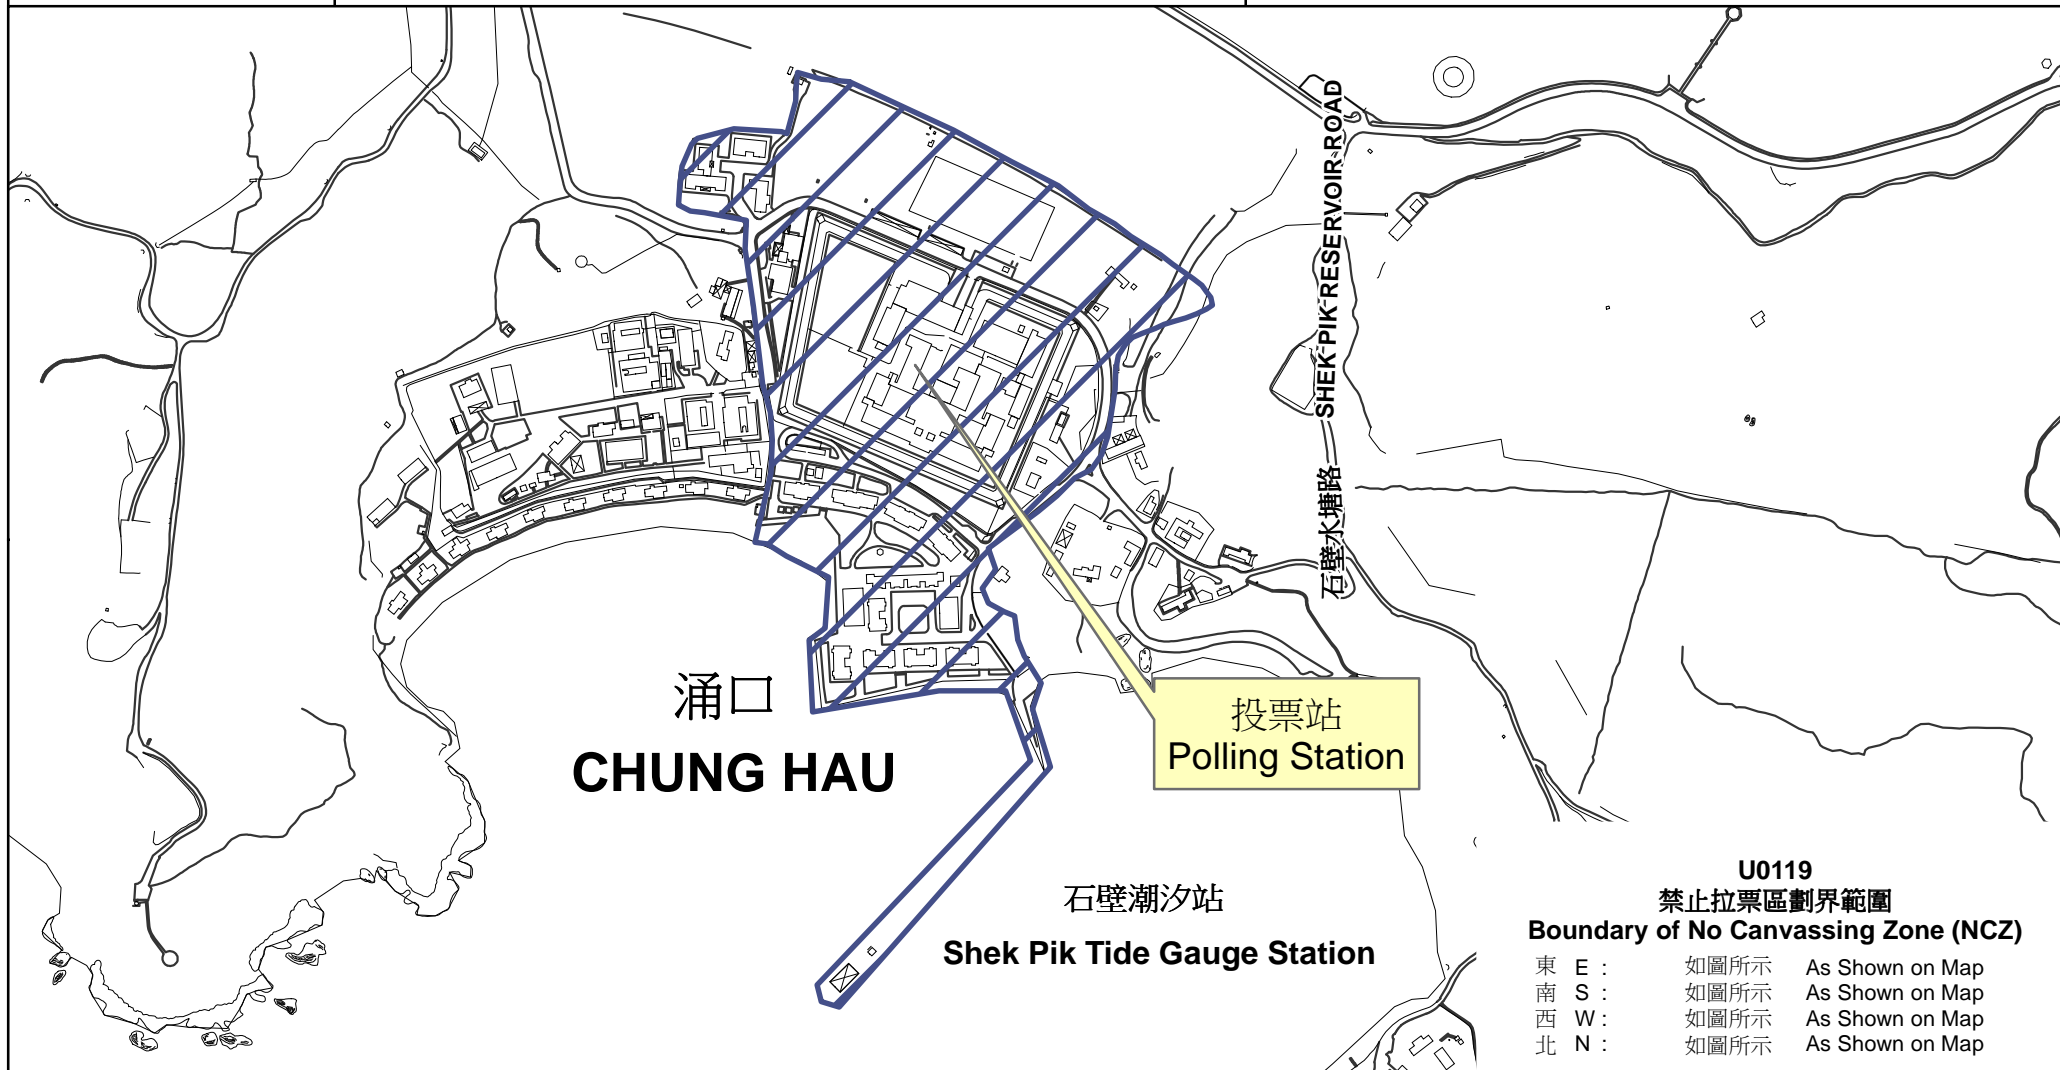 SHEK PIK RESERVOIR ROAD
石壁水塘路
涌口
CHUNG HAU
投票站
Polling Station
石壁潮汐站
Shek Pik Tide Gauge Station
U0119
禁止拉票區劃界範圍
Boundary of No Canvassing Zone (NCZ)
東 E : 如圖所示 As Shown on Map
南 S : 如圖所示 As Shown on Map
西 W : 如圖所示 As Shown on Map
北 N : 如圖所示 As Shown on Map